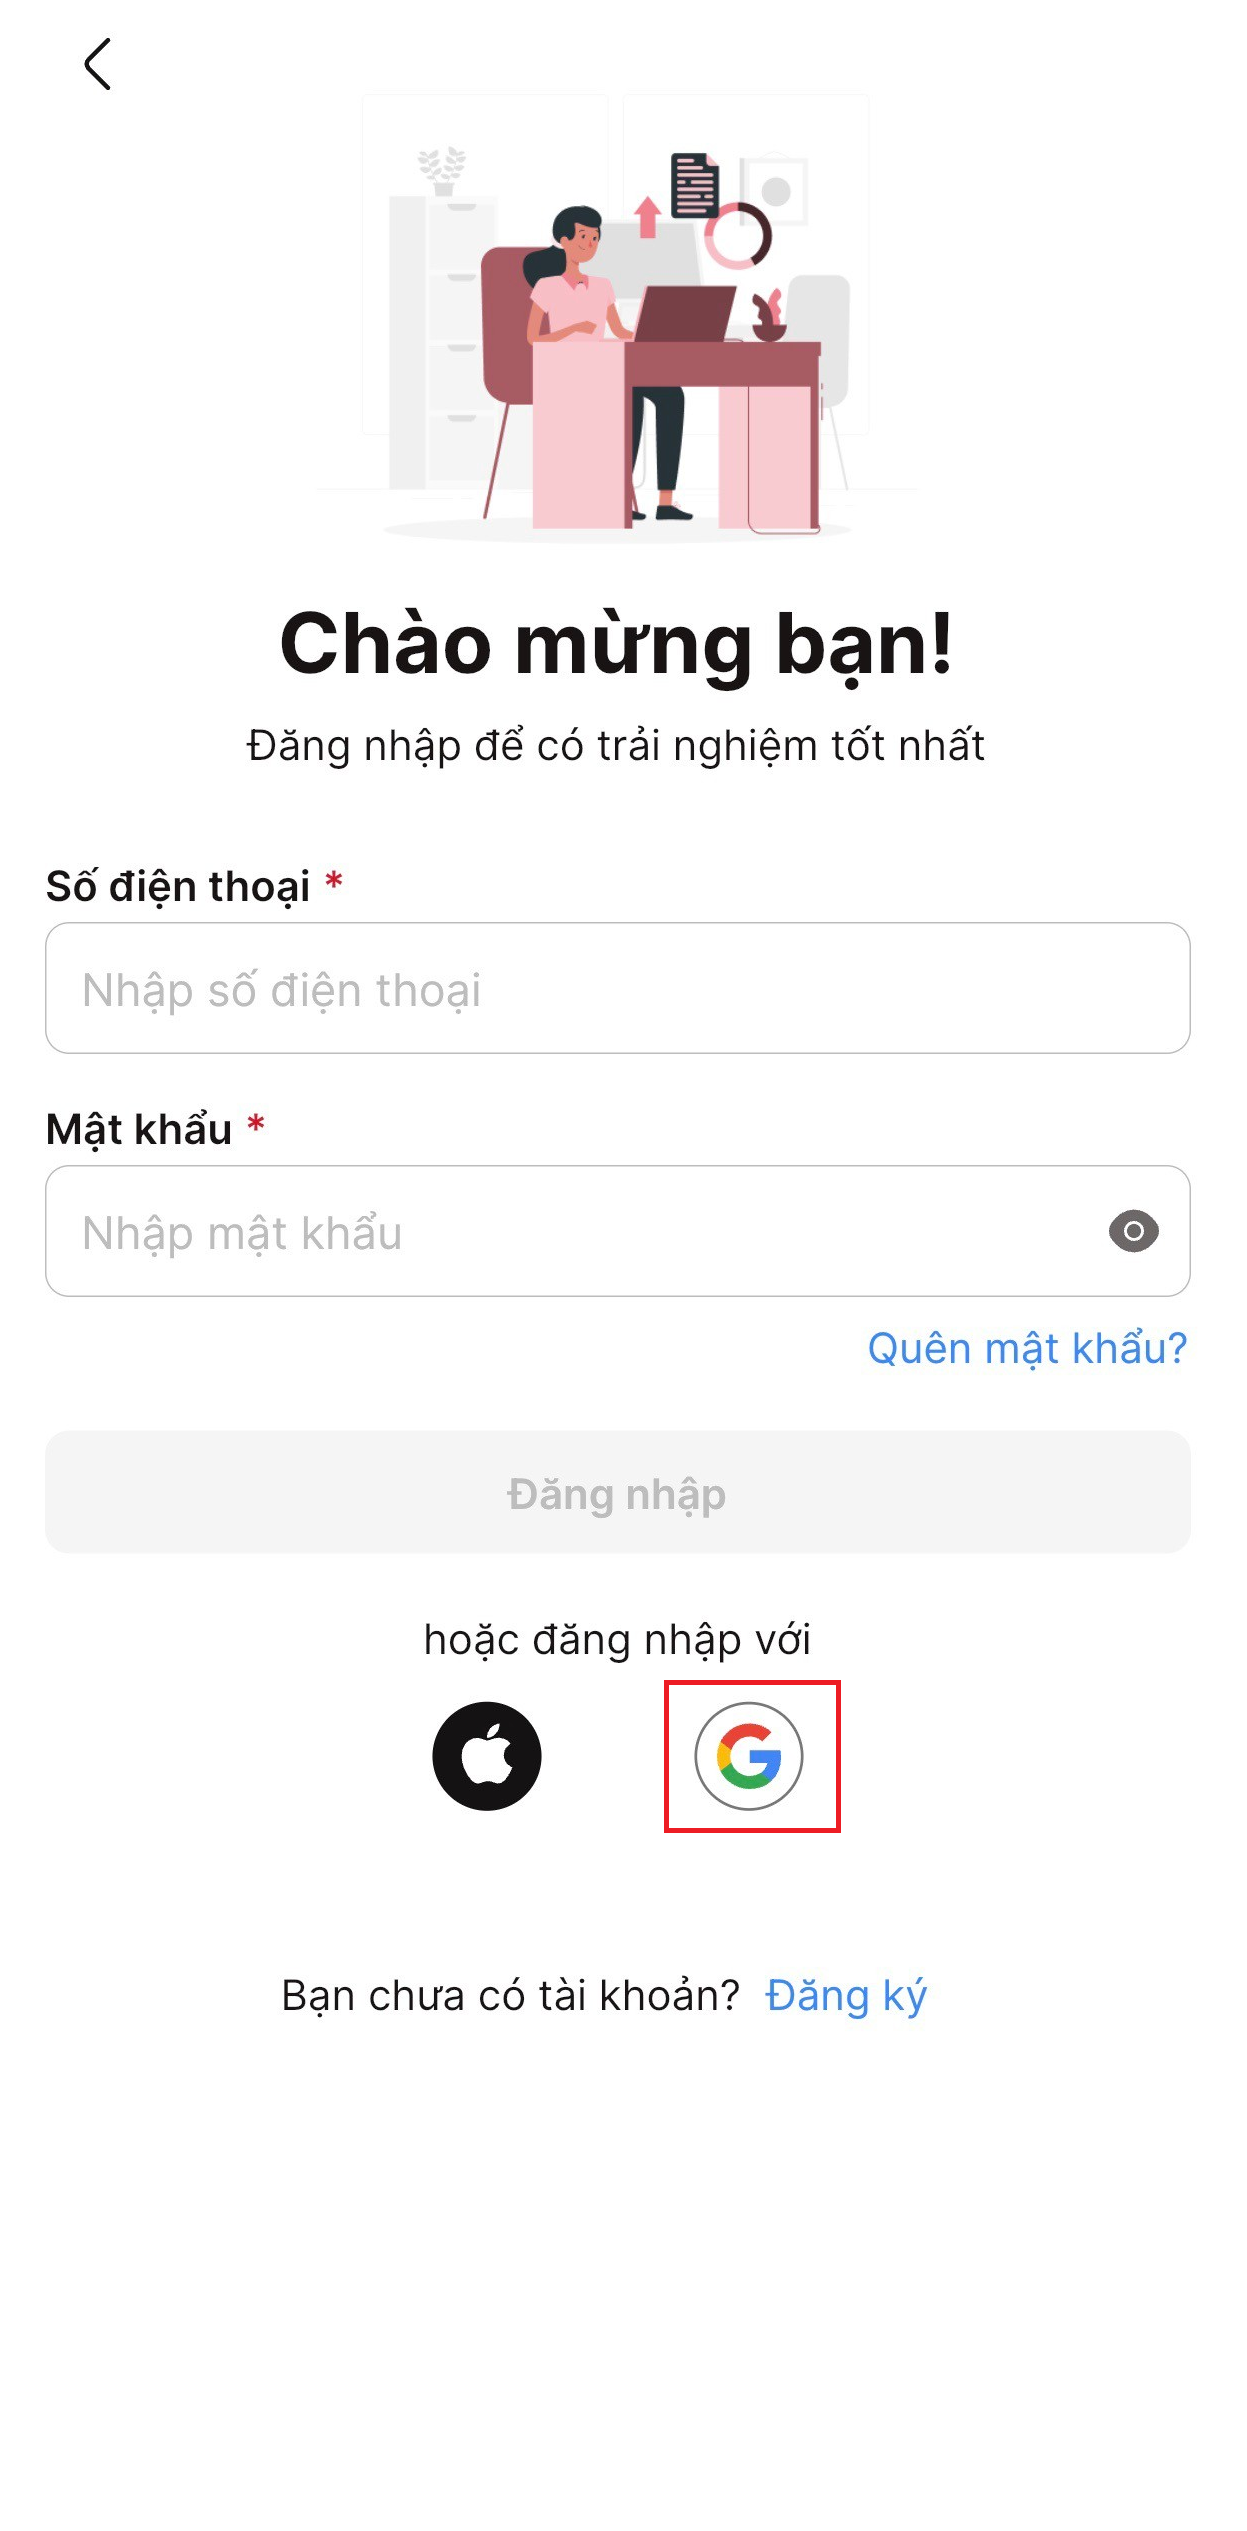 Chào mừng bạn!
Đăng nhập để có trải nghiệm tốt nhất
Số điện thoại *
Nhập số điện thoại
Mật khẩu *
Nhập mật khẩu
Quên mật khẩu?
Đăng nhập
hoặc đăng nhập với
Bạn chưa có tài khoản? Đăng ký